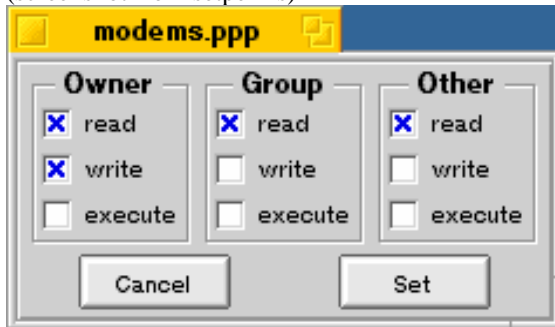 modems.ppp
Owner Group Other
read read read
write write write
execute execute execute
Cancel Set